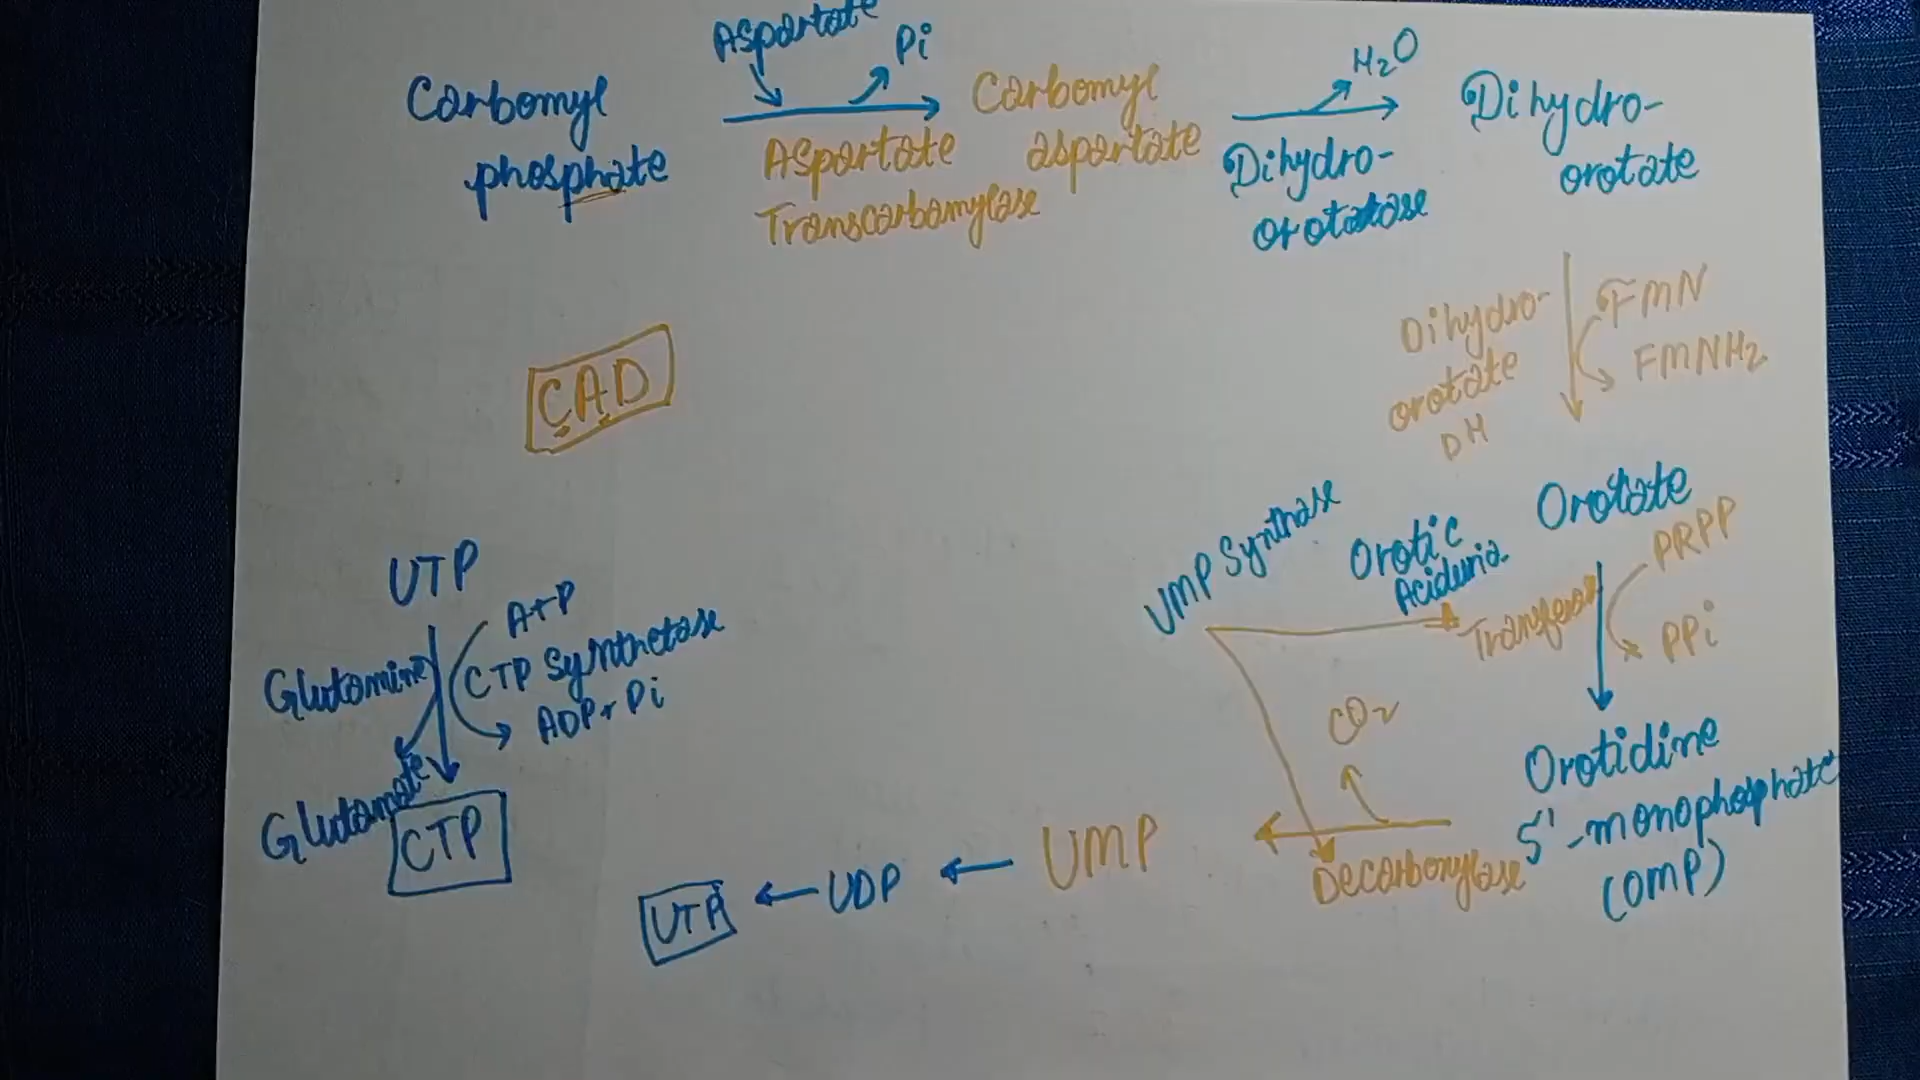 Aspartate
Pi
H2O
Carbomyl
phosphate
Aspartate
Transcarbamylase
Carbomyl
aspartate
Dihydro-
orotatase
Dihydro-
orotate
Dihydro-
orotate
DH
FMN
FMNH2
CAD
Orotate
PRPP
PPi
Transferase
Orotic
Aciduria
UMP Synthase
Orotidine
5'-monophosphate
(OMP)
CO2
Decarboxylase
UMP
UDP
UTP
UTP
ATP
Glutamine
CTP Synthetase
ADP+Pi
Glutamate
CTP